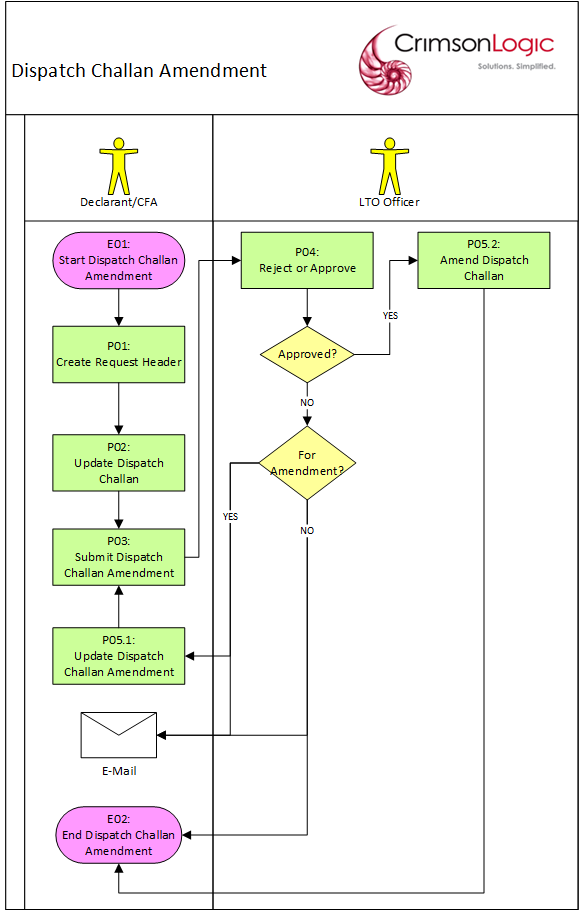 Dispatch Challan Amendment
CrimsonLogic
Solutions. Simplified.
Declarant/CFA
LTO Officer
E01:
Start Dispatch Challan
Amendment
P04:
Reject or Approve
P05.2:
Amend Dispatch
Challan
YES
P01:
Create Request Header
Approved?
NO
P02:
Update Dispatch
Challan
For
Amendment?
YES
NO
P03:
Submit Dispatch
Challan Amendment
P05.1:
Update Dispatch
Challan Amendment
E-Mail
E02:
End Dispatch Challan
Amendment